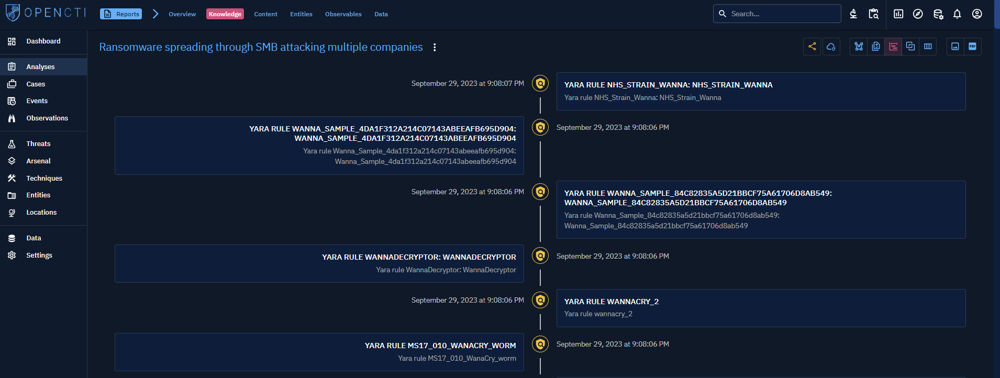 OPENCTI
Reports
Overview
Knowledge
Content
Entities
Observables
Data
Search...
Dashboard
Analyses
Cases
Events
Observations
Threats
Arsenal
Techniques
Entities
Locations
Data
Settings
Ransomware spreading through SMB attacking multiple companies
PDF
September 29, 2023 at 9:08:07 PM
YARA RULE NHS_STRAIN_WANNA: NHS_STRAIN_WANNA
Yara rule NHS_Strain_Wanna: NHS_Strain_Wanna
YARA RULE WANNA_SAMPLE_4DA1F312A214C07143ABEEAFB695D904:
WANNA_SAMPLE_4DA1F312A214C07143ABEEAFB695D904
Yara rule Wanna_Sample_4da1f312a214c07143abeeafb695d904:
Wanna_Sample_4da1f312a214c07143abeeafb695d904
September 29, 2023 at 9:08:06 PM
September 29, 2023 at 9:08:06 PM
YARA RULE WANNA_SAMPLE_84C82835A5D21BBCF75A61706D8AB549:
WANNA_SAMPLE_84C82835A5D21BBCF75A61706D8AB549
Yara rule Wanna_Sample_84c82835a5d21bbcf75a61706d8ab549:
Wanna_Sample_84c82835a5d21bbcf75a61706d8ab549
YARA RULE WANNADECRYPTOR: WANNADECRYPTOR
Yara rule WannaDecryptor: WannaDecryptor
September 29, 2023 at 9:08:06 PM
September 29, 2023 at 9:08:06 PM
YARA RULE WANNACRY_2
Yara rule wannacry_2
YARA RULE MS17_010_WANACRY_WORM
Yara rule MS17_010_WanaCry_worm
September 29, 2023 at 9:08:06 PM